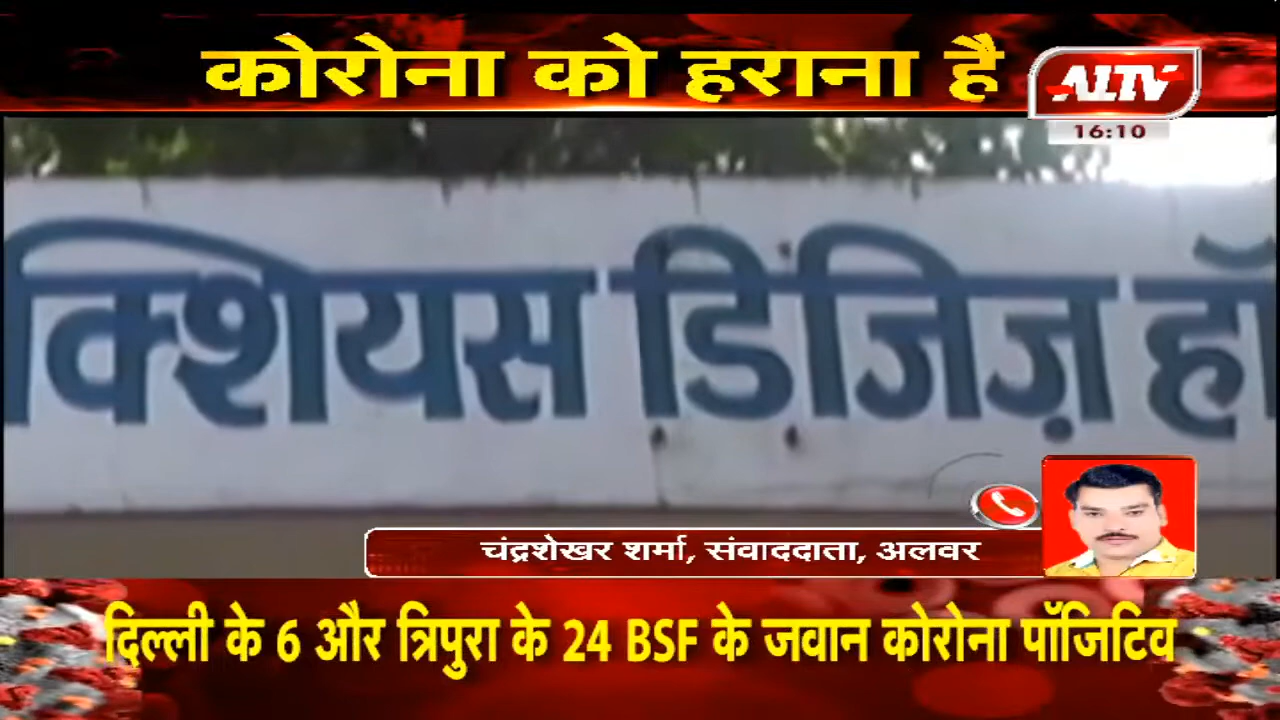 कोरोना को हराना है
ALTV
16:10
क्शियस डिजिज़ हॉ
चंद्रशेखर शर्मा, संवाददाता, अलवर
दिल्ली के 6 और त्रिपुरा के 24 BSF के जवान कोरोना पॉजिटिव